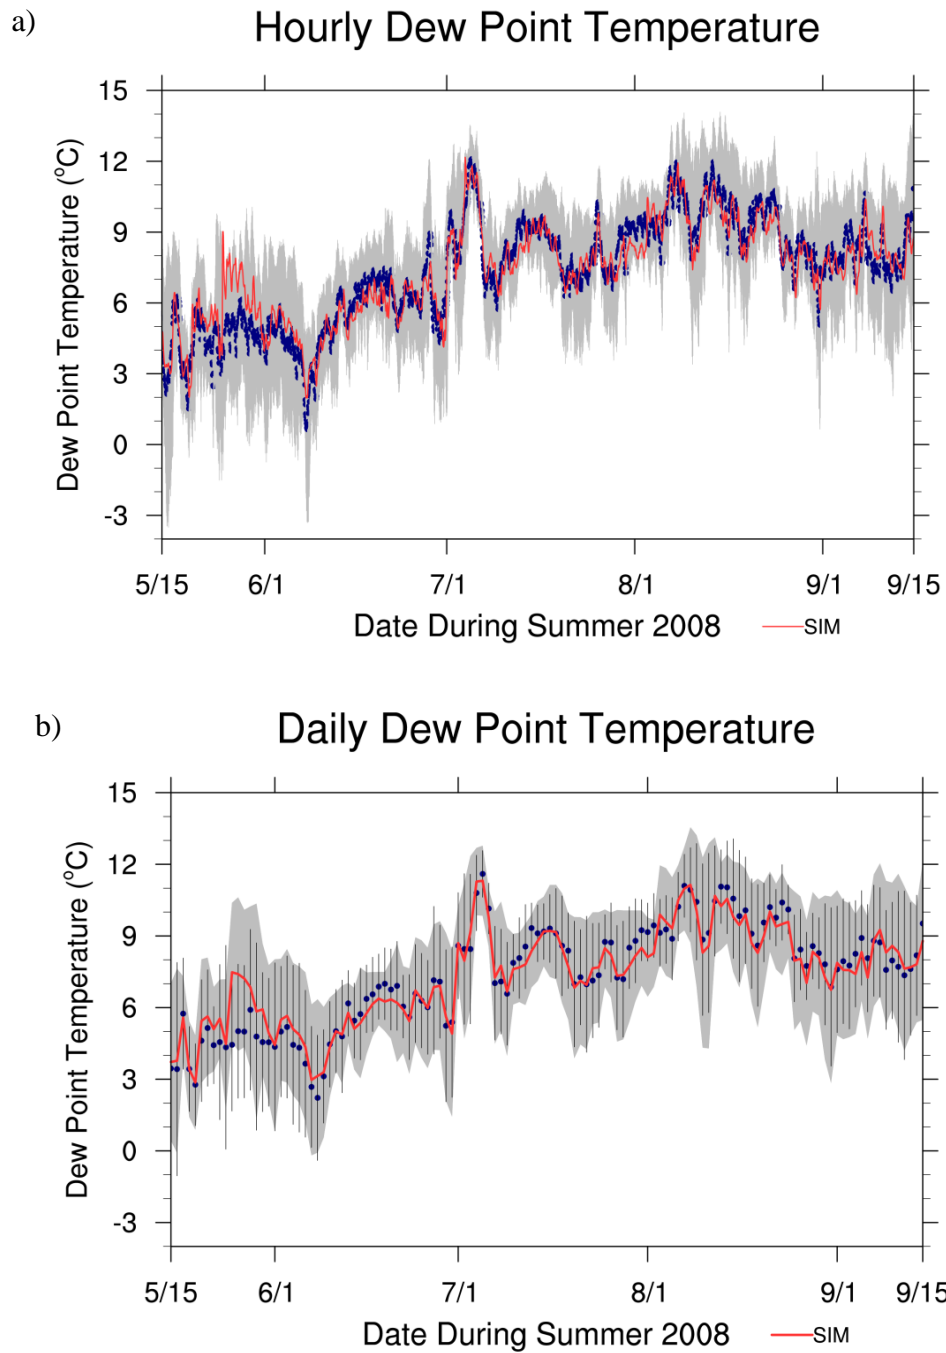 a)
Hourly Dew Point Temperature
15
12
9
6
3
0
-3
Dew Point Temperature (°C)
5/15 6/1 7/1 8/1 9/1 9/15
Date During Summer 2008
SIM
b)
Daily Dew Point Temperature
15
12
9
6
3
0
-3
Dew Point Temperature (°C)
5/15 6/1 7/1 8/1 9/1 9/15
Date During Summer 2008
SIM